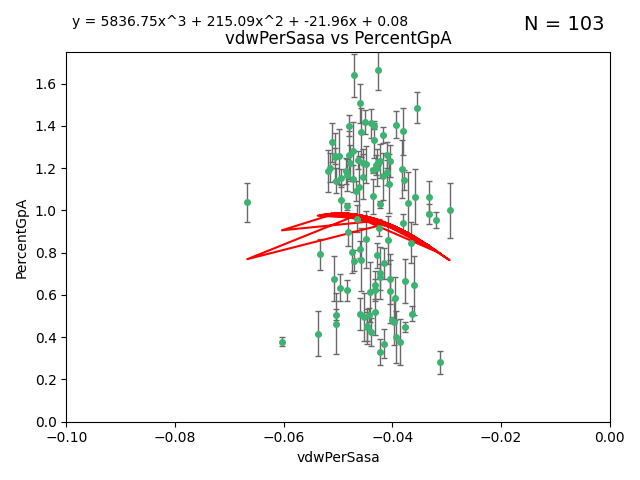 y = 5836.75x^3 + 215.09x^2 + -21.96x + 0.08
N = 103
vdwPerSasa vs PercentGpA
PercentGpA
1.6
1.4
1.2
1.0
0.8
0.6
0.4
0.2
0.0
−0.10 −0.08 −0.06 −0.04 −0.02 0.00
vdwPerSasa